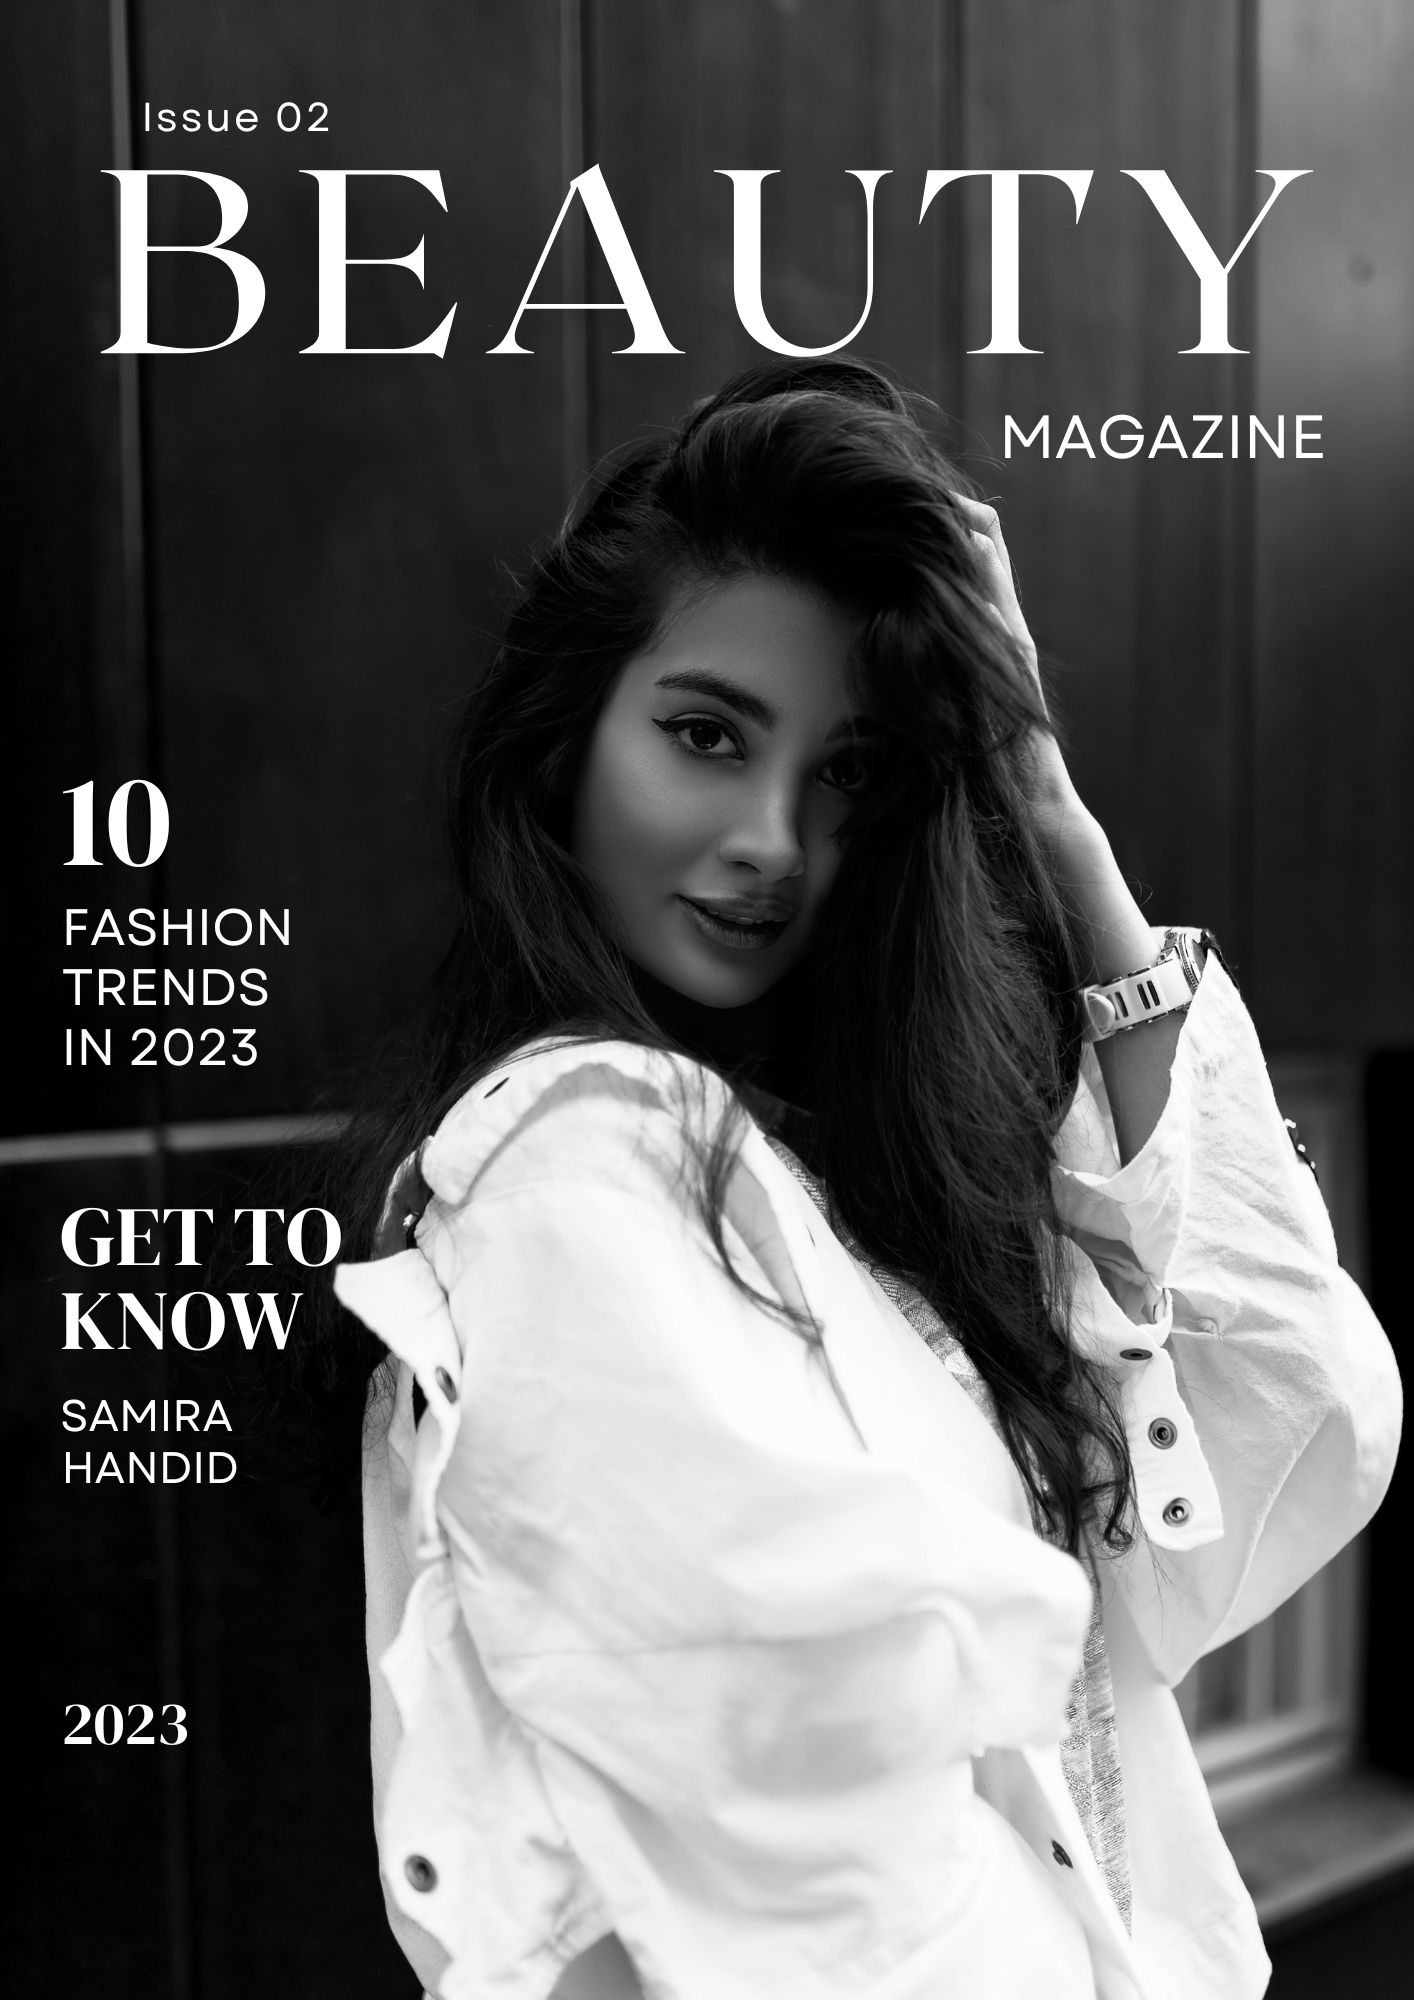 Issue 02
BEAUTY
MAGAZINE
10
FASHION
TRENDS
IN 2023
GET TO
KNOW
SAMIRA
HANDID
2023